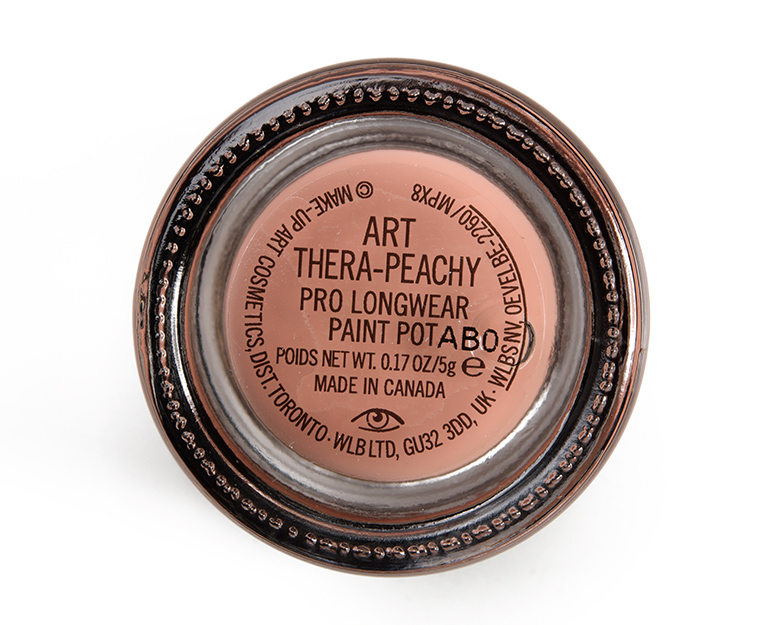 ART
THERA-PEACHY
PRO LONGWEAR
PAINT POT ABO
POIDS NET WT. 0.17 OZ/5g e
MADE IN CANADA
© MAKE-UP ART COSMETICS, DIST. TORONTO · WLB LTD, GU32 3DD, UK · WLBS NV, OEVEL BE-2260 / MPX8